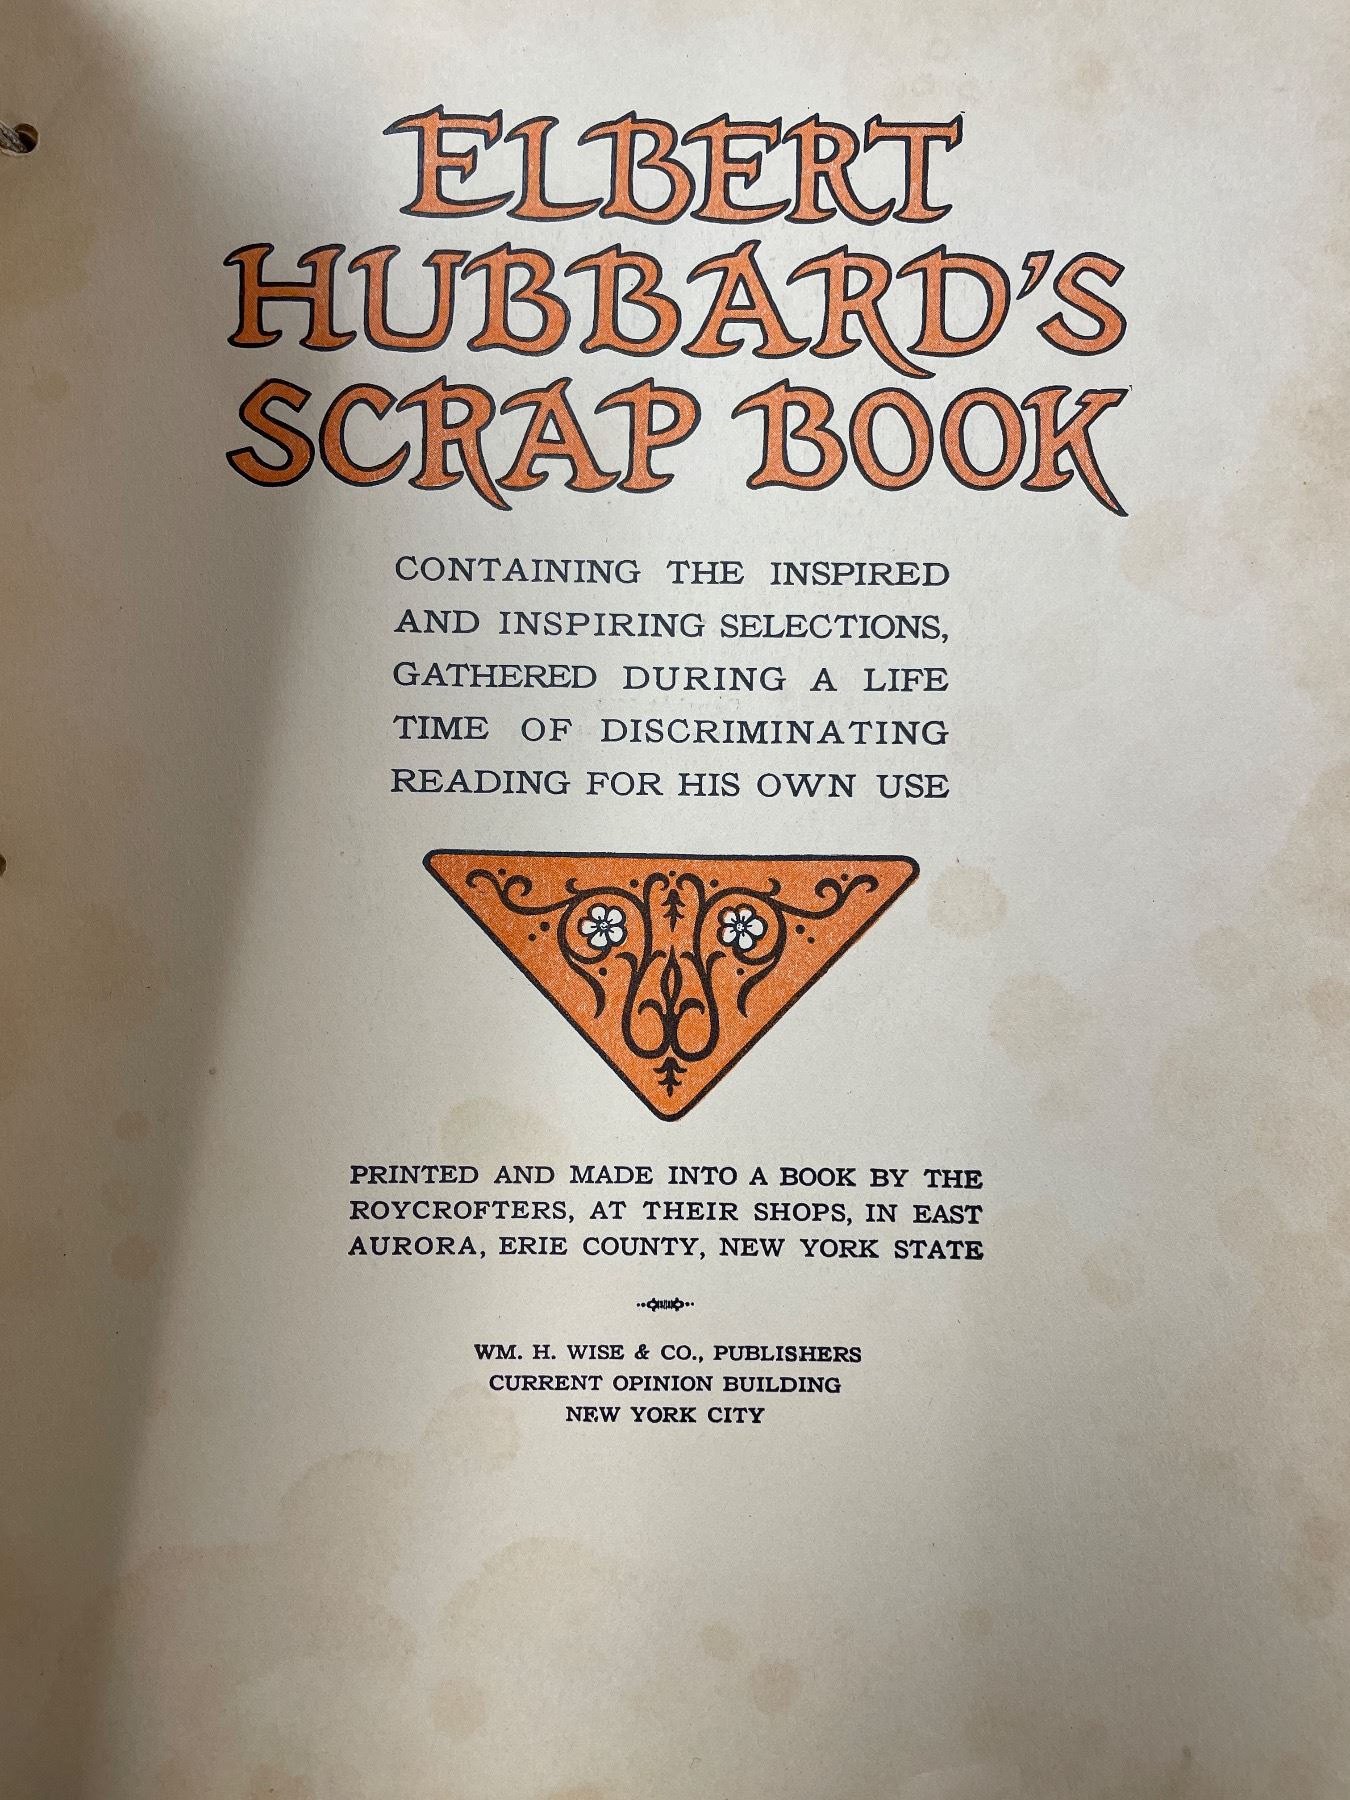 ELBERT
HUBBARD'S
SCRAP BOOK
CONTAINING THE INSPIRED
AND INSPIRING SELECTIONS,
GATHERED DURING A LIFE
TIME OF DISCRIMINATING
READING FOR HIS OWN USE
PRINTED AND MADE INTO A BOOK BY THE
ROYCROFTERS, AT THEIR SHOPS, IN EAST
AURORA, ERIE COUNTY, NEW YORK STATE
WM. H. WISE & CO., PUBLISHERS
CURRENT OPINION BUILDING
NEW YORK CITY